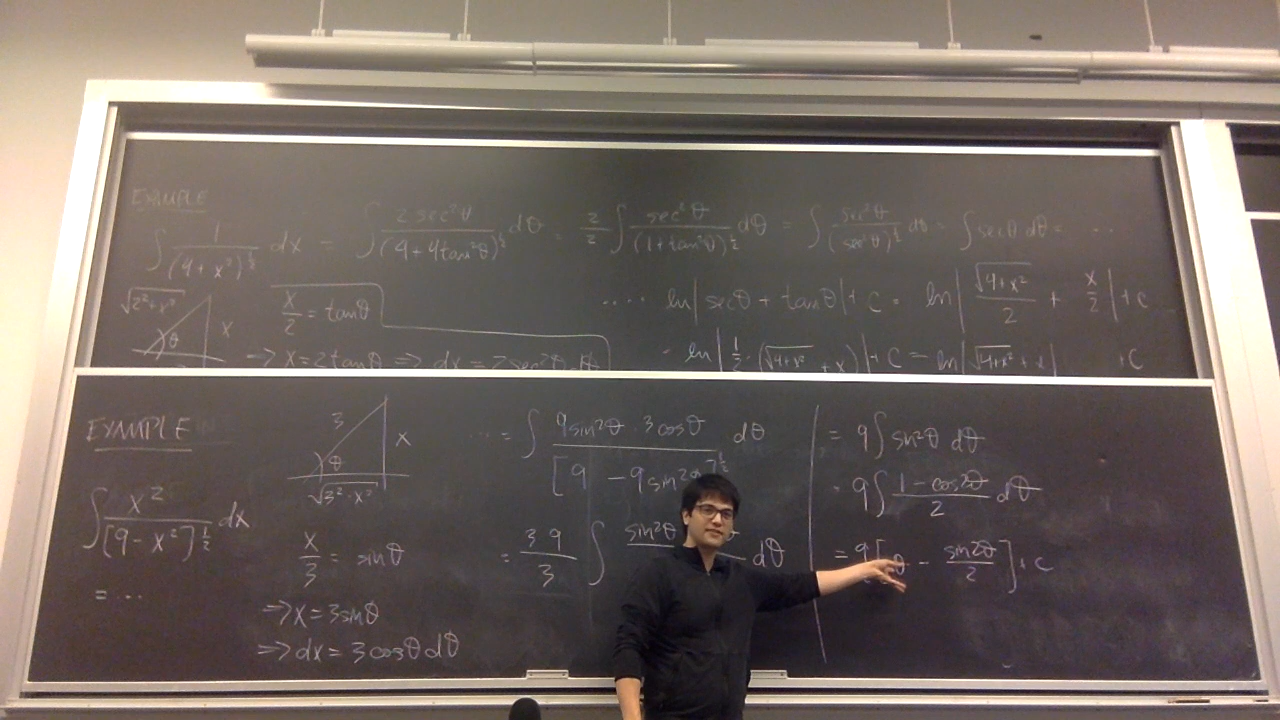 EXAMPLE
∫ 1/(4+x²)^½ dx = ∫ 2sec²θ/(4+4tan²θ)^½ dθ = 2/2 ∫ sec²θ/(1+tan²θ)^½ dθ = ∫ sec²θ/(sec²θ)^½ dθ = ∫ secθ dθ = ...
√2²+x² x θ
x/2 = tanθ
.... ln| secθ + tanθ | + C = ln| √4+x²/2 + x/2 | + C
⇒ x = 2tanθ ⇒ dx = 2sec²θ dθ
= ln| ½·(√4+x² + x) | + C = ln| √4+x² + x | + C
EXAMPLE
∫ x²/[9-x²]^½ dx
= ...
3 x θ
√3²-x²
x/3 = sinθ
⇒ x = 3sinθ
⇒ dx = 3cosθ dθ
... = ∫ 9sin²θ · 3cosθ/[9 - 9sin²θ]^½ dθ
= 3 9/3 ∫ sin²θ dθ
= 9∫ sin²θ dθ
= 9∫ 1-cos2θ/2 dθ
= 9 [ θ - sin2θ/2 ] + C